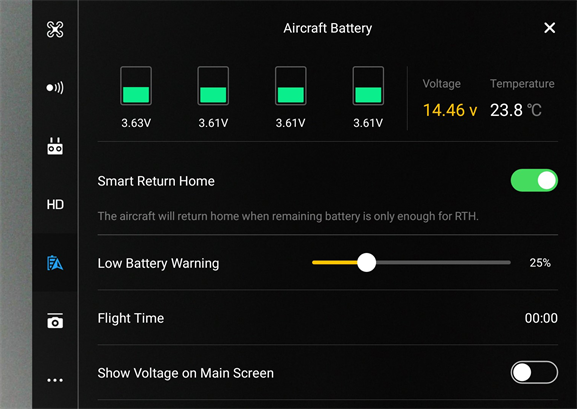 Aircraft Battery
Voltage Temperature
14.46 v 23.8 °C
3.63V 3.61V 3.61V 3.61V
HD
Smart Return Home
The aircraft will return home when remaining battery is only enough for RTH.
Low Battery Warning 25%
Flight Time 00:00
Show Voltage on Main Screen